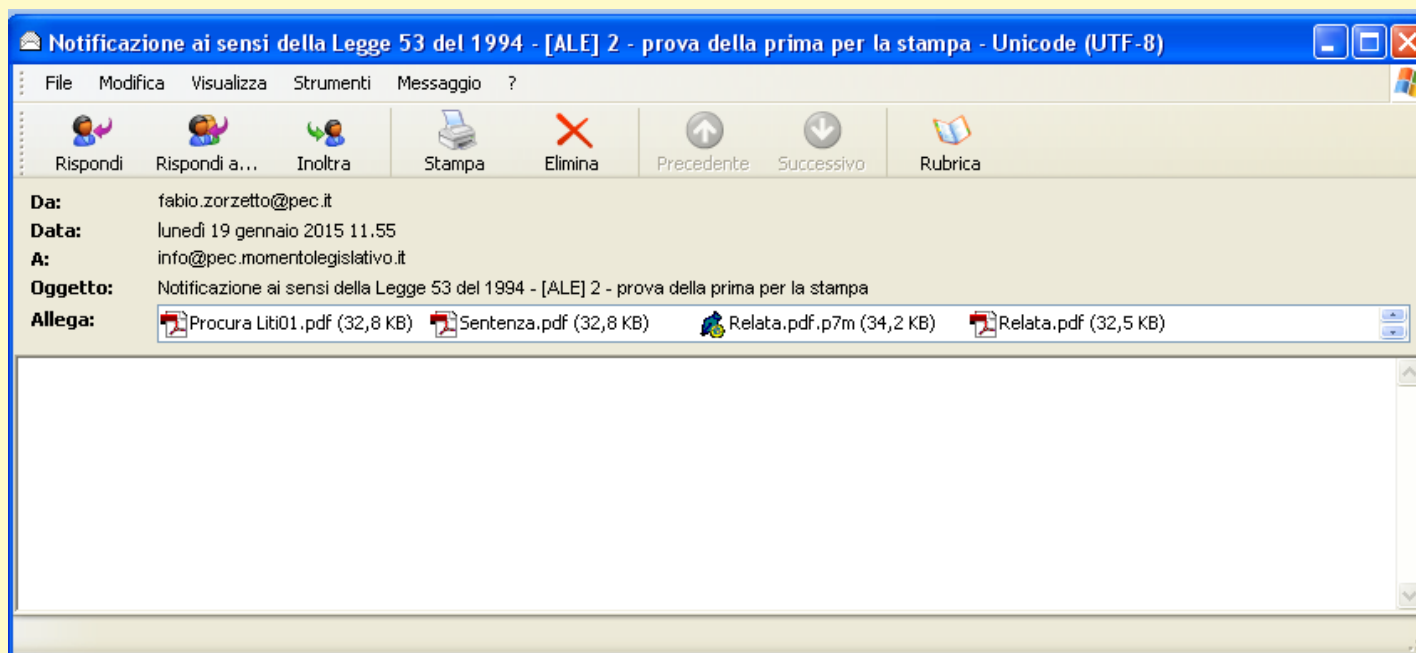 Notificazione ai sensi della Legge 53 del 1994 - [ALE] 2 - prova della prima per la stampa - Unicode (UTF-8)
File Modifica Visualizza Strumenti Messaggio ?
Rispondi Rispondi a... Inoltra Stampa Elimina Precedente Successivo Rubrica
Da: fabio.zorzetto@pec.it
Data: lunedì 19 gennaio 2015 11.55
A: info@pec.momentolegislativo.it
Oggetto: Notificazione ai sensi della Legge 53 del 1994 - [ALE] 2 - prova della prima per la stampa
Allega: Procura Liti01.pdf (32,8 KB) Sentenza.pdf (32,8 KB) Relata.pdf.p7m (34,2 KB) Relata.pdf (32,5 KB)